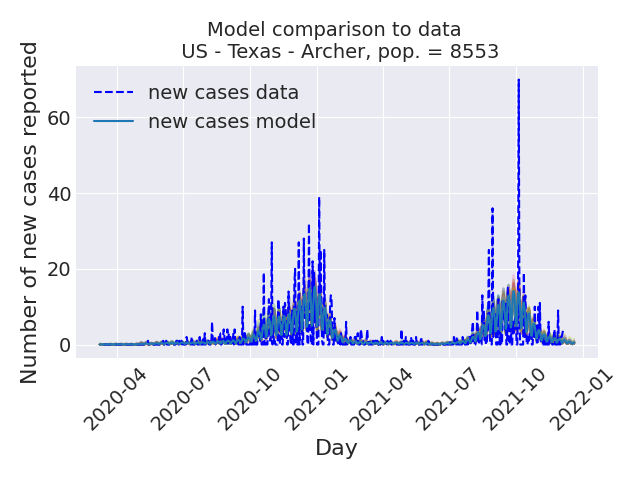 Model comparison to data
US - Texas - Archer, pop. = 8553
new cases data
new cases model
Number of new cases reported
60
40
20
0
2020-04
2020-07
2020-10
2021-01
2021-04
2021-07
2021-10
2022-01
Day